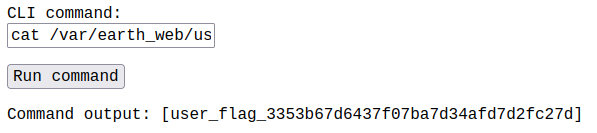 CLI command:
cat /var/earth_web/us
Run command
Command output: [user_flag_3353b67d6437f07ba7d34afd7d2fc27d]